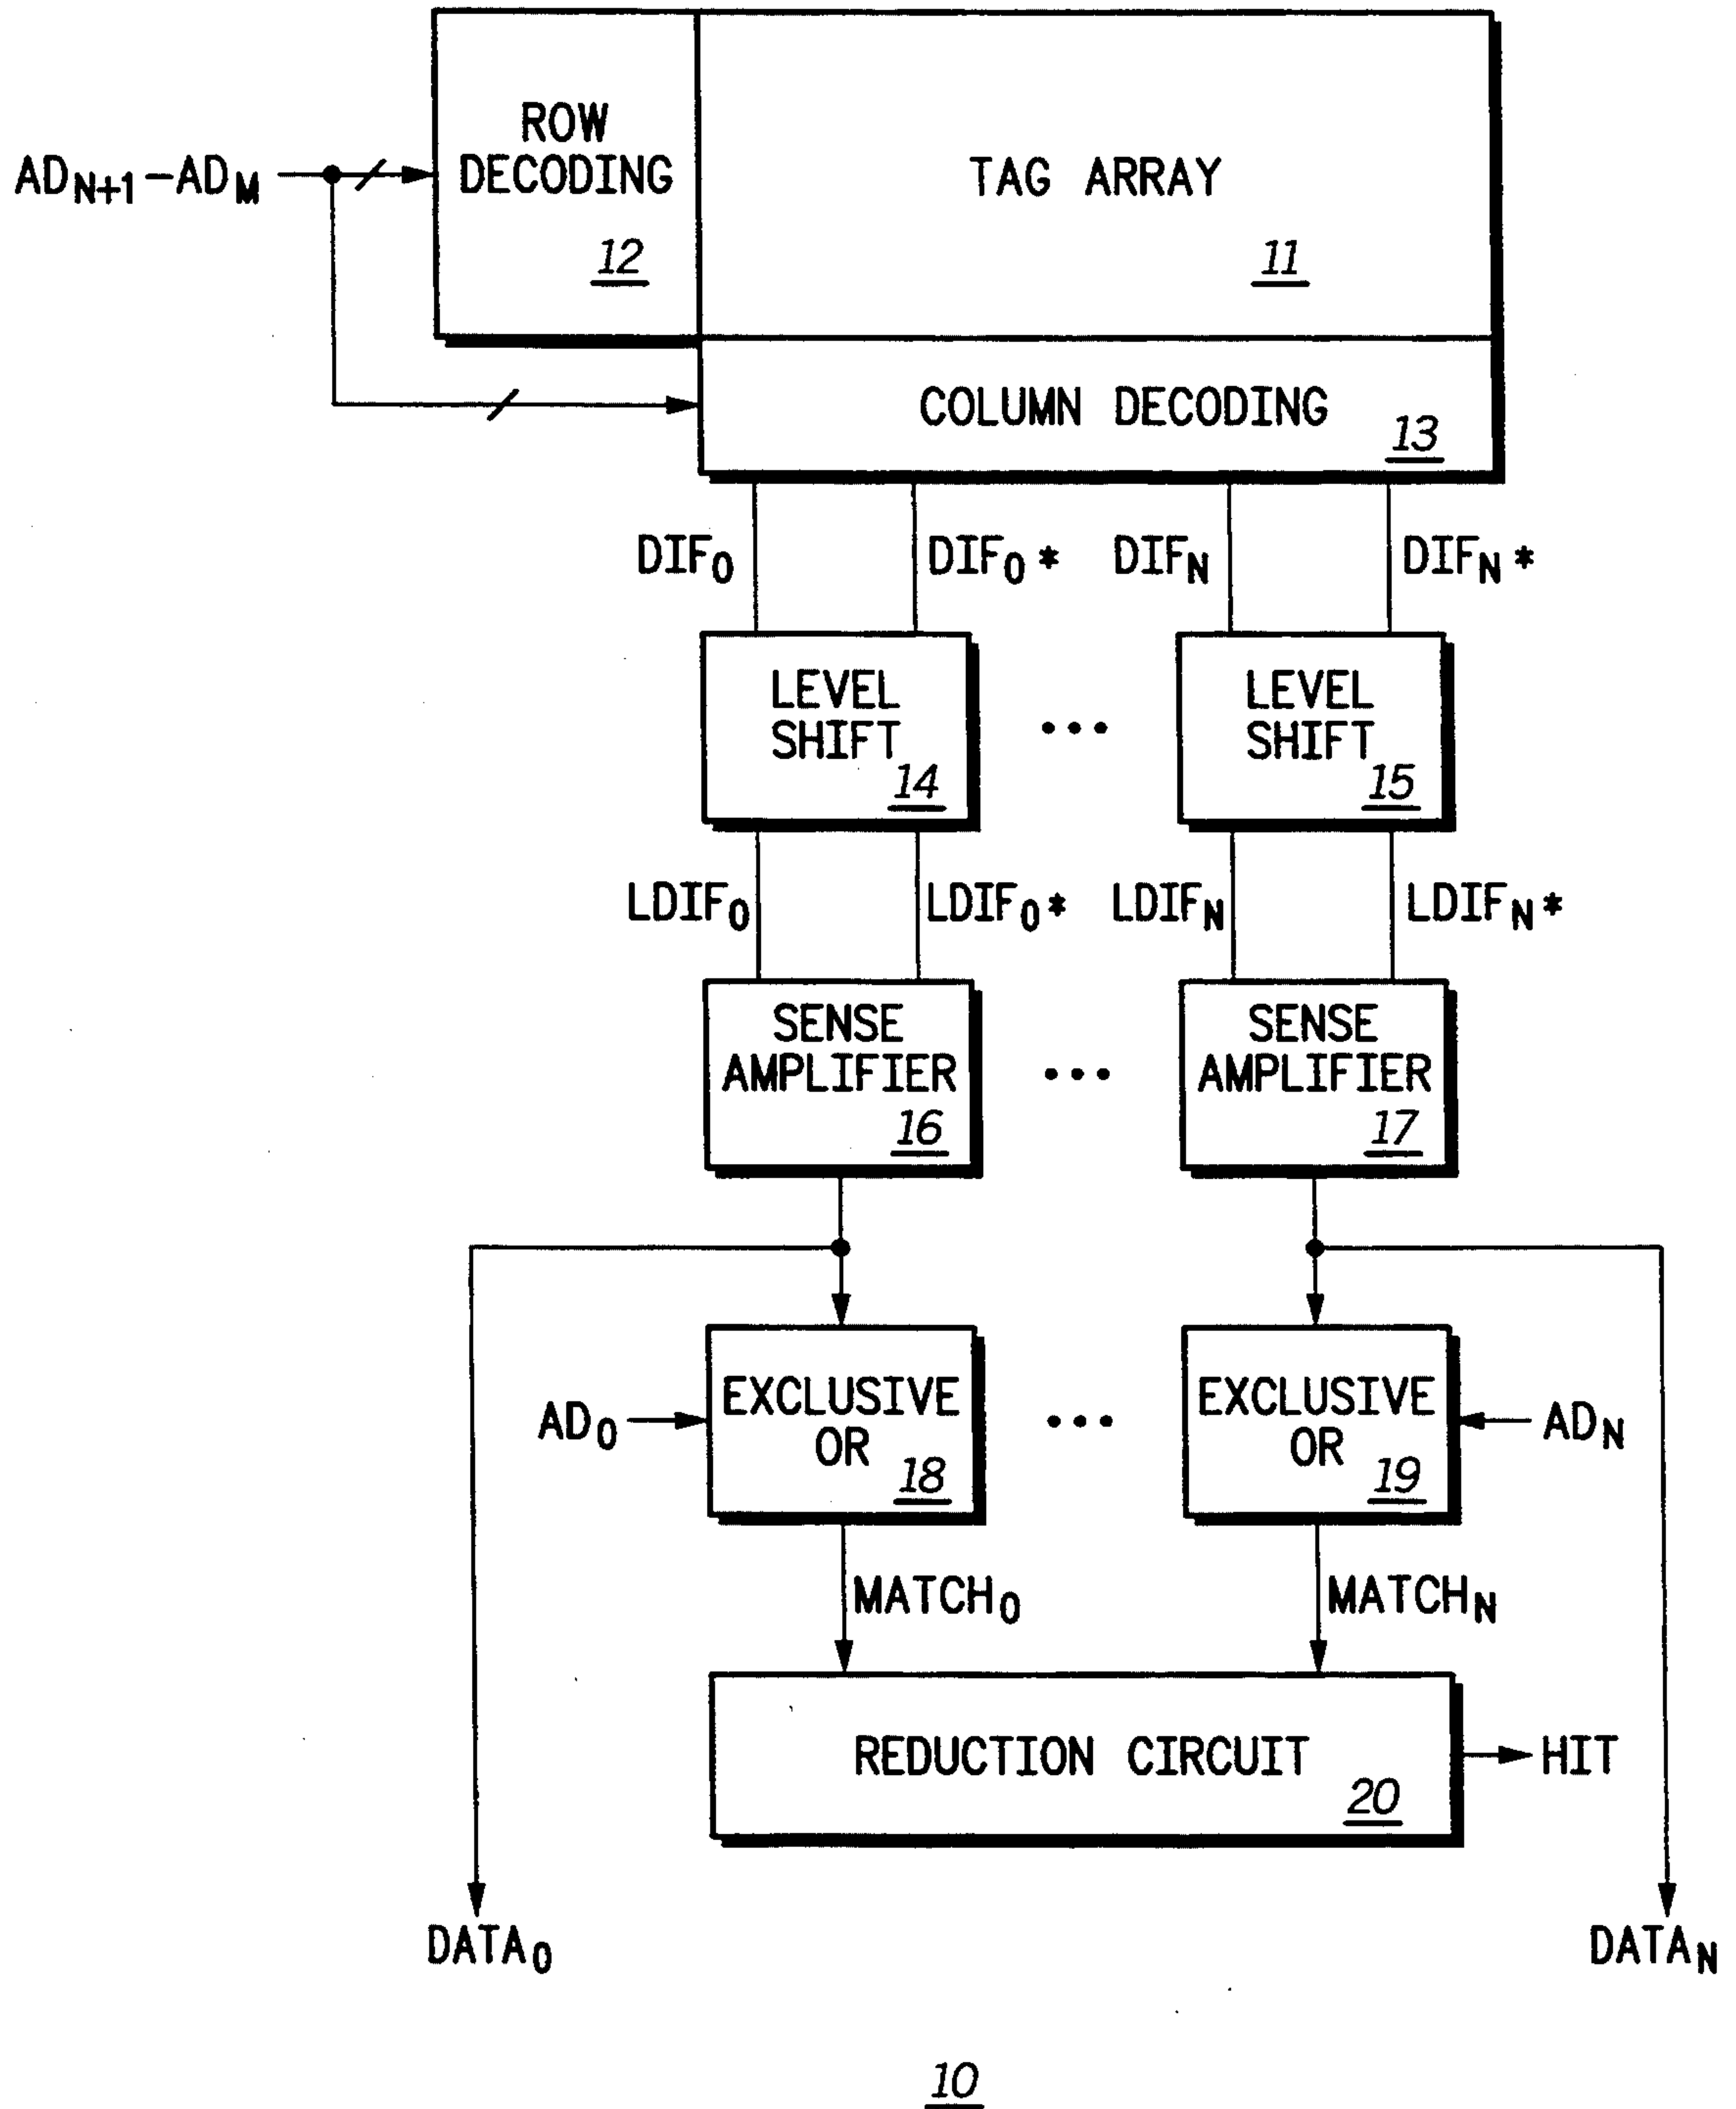 ROW
DECODING
12
TAG ARRAY
11
AD_{N+1}-AD_M
COLUMN DECODING
13
DIF_0
DIF_0*
DIF_N
DIF_N*
LEVEL
SHIFT
14
LEVEL
SHIFT
15
LDIF_0
LDIF_0*
LDIF_N
LDIF_N*
SENSE
AMPLIFIER
16
SENSE
AMPLIFIER
17
AD_0
EXCLUSIVE
OR
18
EXCLUSIVE
OR
19
AD_N
MATCH_0
MATCH_N
REDUCTION CIRCUIT
20
HIT
DATA_0
DATA_N
10